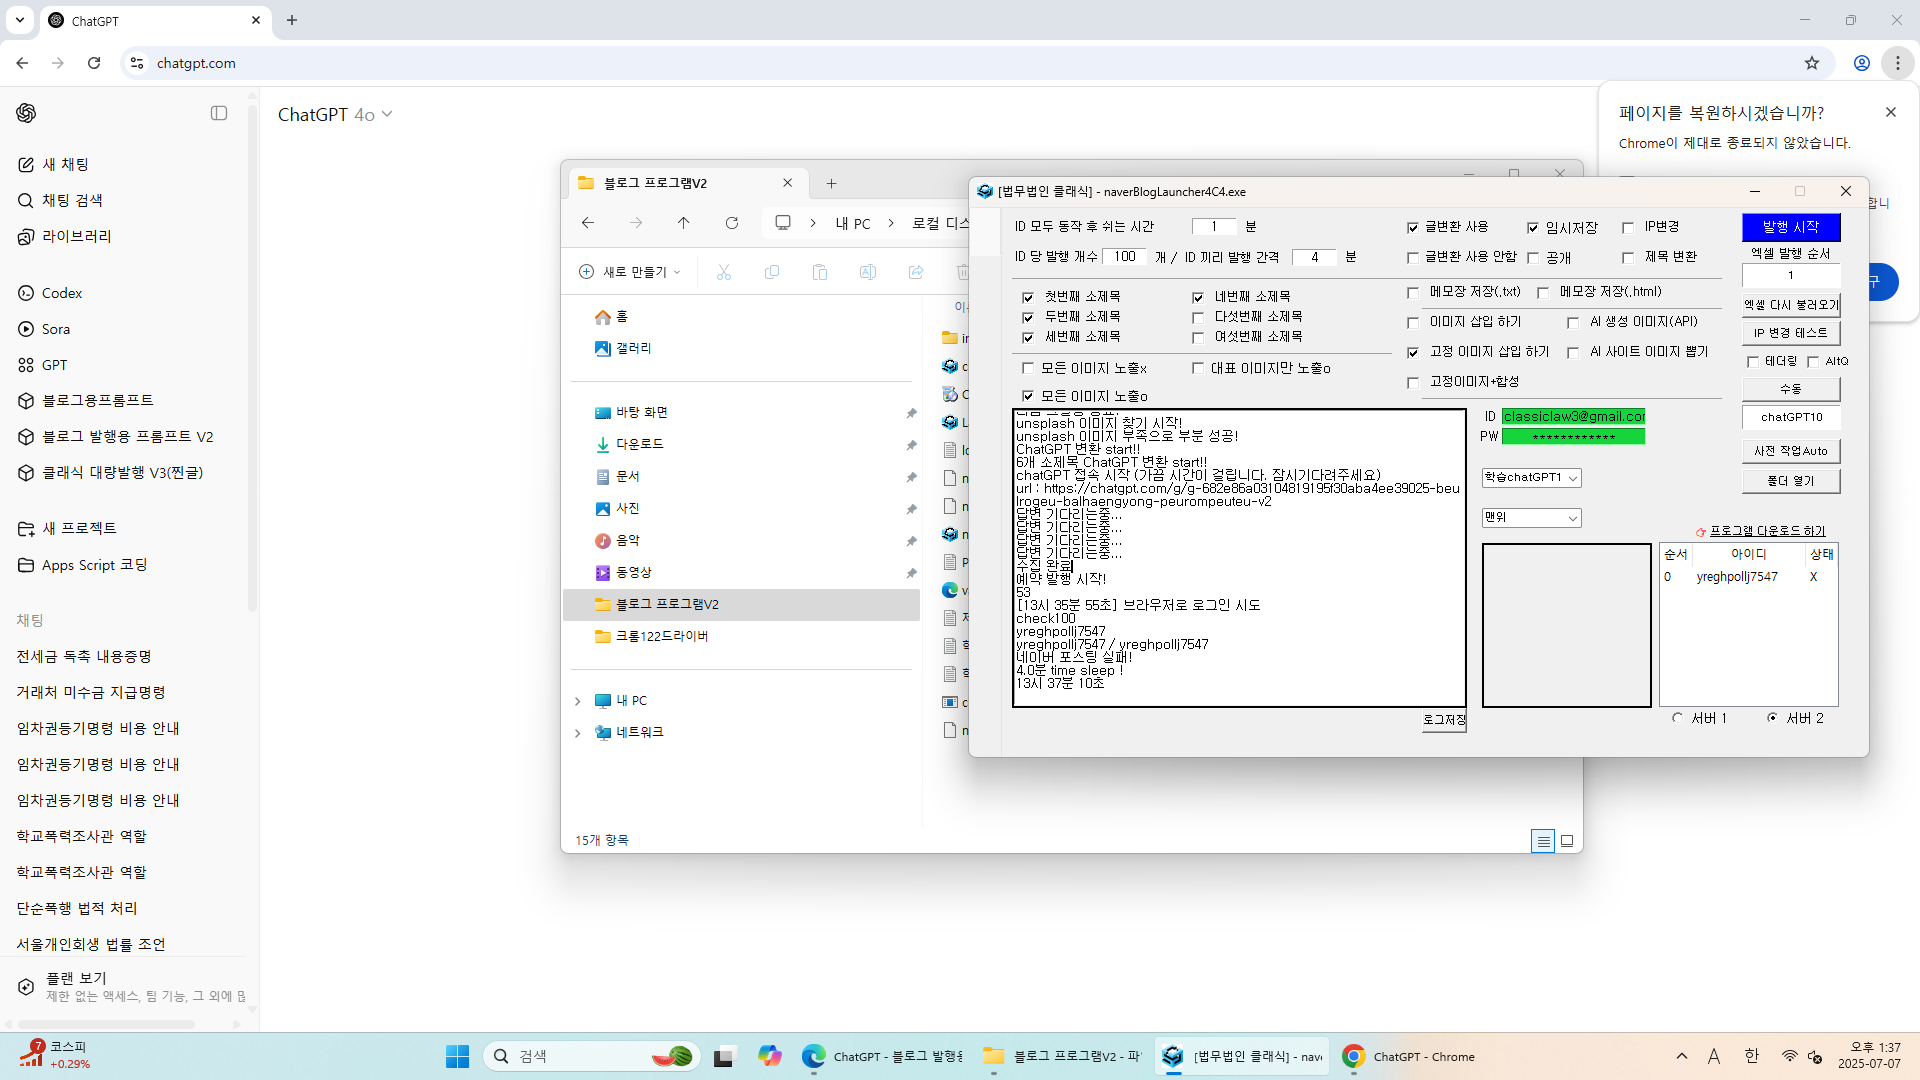 ChatGPT
chatgpt.com
ChatGPT 4o
새 채팅
채팅 검색
라이브러리
Codex
Sora
GPT
블로그용프롬프트
블로그 발행용 프롬프트 V2
클래식 대량발행 V3(찐글)
새 프로젝트
Apps Script 코딩
채팅
전세금 독촉 내용증명
거래처 미수금 지급명령
임차권등기명령 비용 안내
임차권등기명령 비용 안내
임차권등기명령 비용 안내
학교폭력조사관 역할
학교폭력조사관 역할
단순폭행 법적 처리
서울개인회생 법률 조언
플랜 보기
제한 없는 액세스, 팀 기능, 그 외에 많
페이지를 복원하시겠습니까?
Chrome이 제대로 종료되지 않았습니다.
합니
구
블로그 프로그램V2
내 PC
로컬 디스
새로 만들기
홈
갤러리
바탕 화면
다운로드
문서
사진
음악
동영상
블로그 프로그램V2
크롬122드라이버
내 PC
네트워크
15개 항목
[법무법인 클래식] - naverBlogLauncher4C4.exe
ID 모두 동작 후 쉬는 시간 1 분
ID 당 발행 개수 100 개 / ID 끼리 발행 간격 4 분
첫번째 소제목
네번째 소제목
두번째 소제목
다섯번째 소제목
세번째 소제목
여섯번째 소제목
모든 이미지 노출x
대표 이미지만 노출o
모든 이미지 노출o
글변환 사용
임시저장
IP변경
글변환 사용 안함
공개
제목 변환
메모장 저장(,txt)
메모장 저장(,html)
이미지 삽입 하기
AI 생성 이미지(API)
고정 이미지 삽입 하기
AI 사이트 이미지 뽑기
고정이미지+합성
발행 시작
엑셀 발행 순서
1
엑셀 다시 불러오기
IP 변경 테스트
테더링
AltQ
수동
chatGPT10
사전 작업Auto
폴더 열기
unsplash 이미지 찾기 시작!
unsplash 이미지 부족으로 부분 성공!
ChatGPT 변환 start!!
6개 소제목 ChatGPT 변환 start!!
chatGPT 접속 시작 (가끔 시간이 걸립니다. 잠시기다려주세요)
url : https://chatgpt.com/g/g-682e86a03104819195f30aba4ee39025-beu
lrogeu-balhaengyong-peurompeuteu-v2
답변 기다리는중...
답변 기다리는중...
답변 기다리는중...
답변 기다리는중...
수집 완료
예약 발행 시작!
53
[13시 35분 55초] 브라우저로 로그인 시도
check100
yreghpollj7547
yreghpollj7547 / yreghpollj7547
네이버 포스팅 실패!
4.0분 time sleep !
13시 37분 10초
로그저장
ID classiclaw3@gmail.cor
PW ************
학습chatGPT1
맨위
프로그램 다운로드 하기
순서 아이디 상태
0 yreghpollj7547 X
서버 1
서버 2
7
코스피
+0.29%
검색
ChatGPT - 블로그 발행용
블로그 프로그램V2 - 파
[법무법인 클래식] - nave
ChatGPT - Chrome
A
한
오후 1:37
2025-07-07